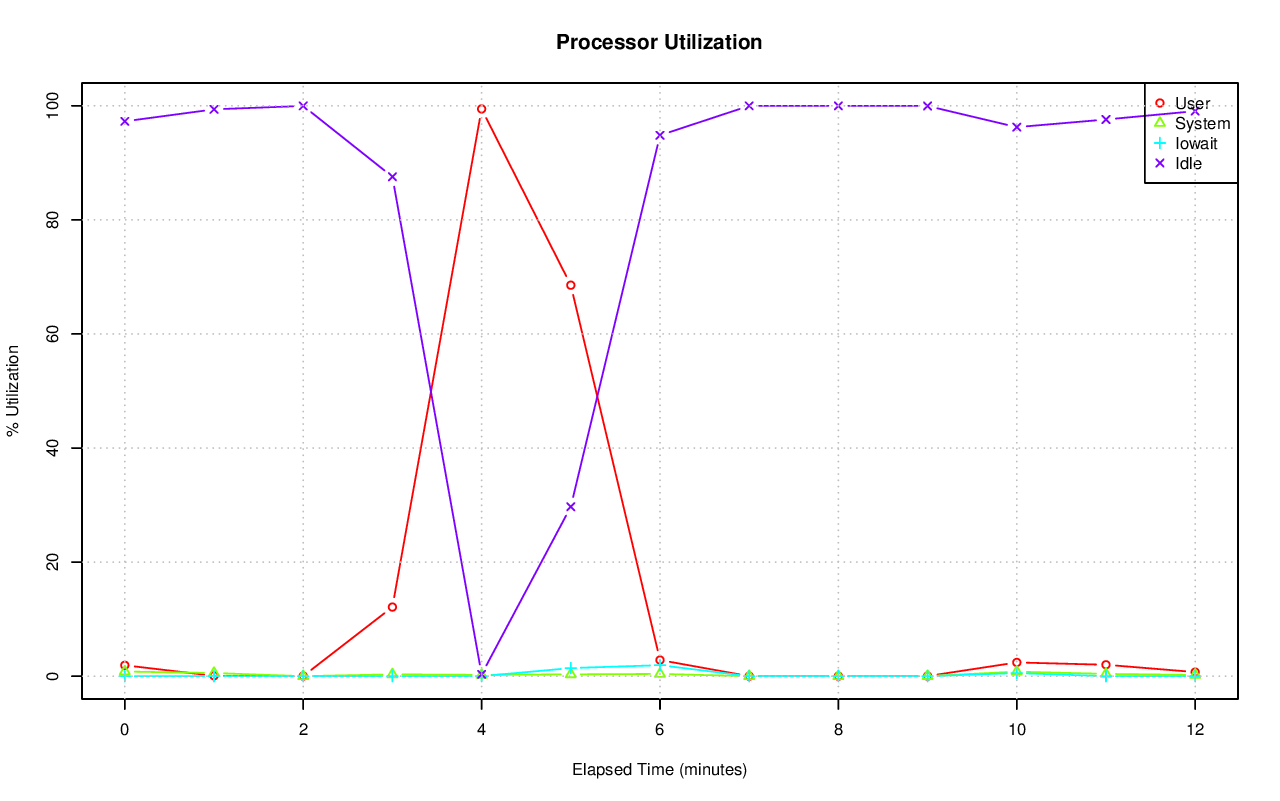 Processor Utilization
% Utilization
100
80
60
40
20
0
User
System
Iowait
Idle
0 2 4 6 8 10 12
Elapsed Time (minutes)